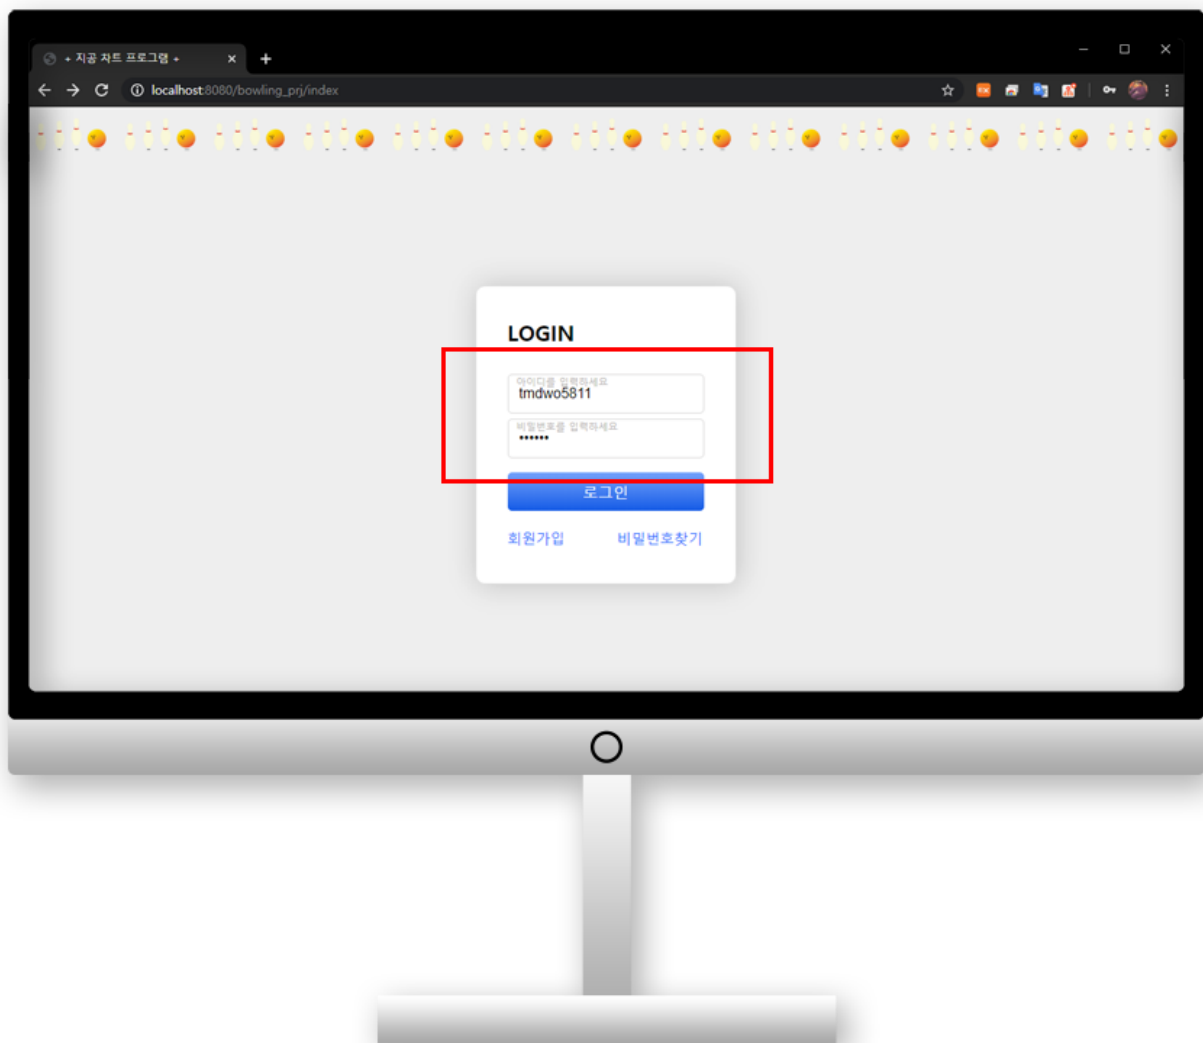 + 지공 차트 프로그램 +
localhost:8080/bowling_prj/index
LOGIN
아이디를 입력하세요
tmdwo5811
비밀번호를 입력하세요
••••••
로그인
회원가입 비밀번호찾기